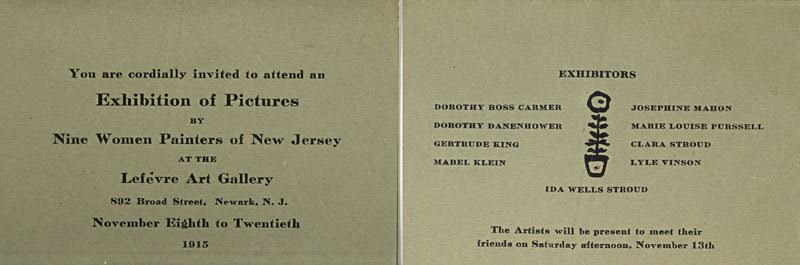 You are cordially invited to attend an
Exhibition of Pictures
BY
Nine Women Painters of New Jersey
AT THE
Lefévre Art Gallery
892 Broad Street, Newark, N. J.
November Eighth to Twentieth
1915
EXHIBITORS
DOROTHY ROSS CARMER
DOROTHY DANENHOWER
GERTRUDE KING
MABEL KLEIN
JOSEPHINE MAHON
MARIE LOUISE PURSSELL
CLARA STROUD
LYLE VINSON
IDA WELLS STROUD
The Artists will be present to meet their
friends on Saturday afternoon, November 13th